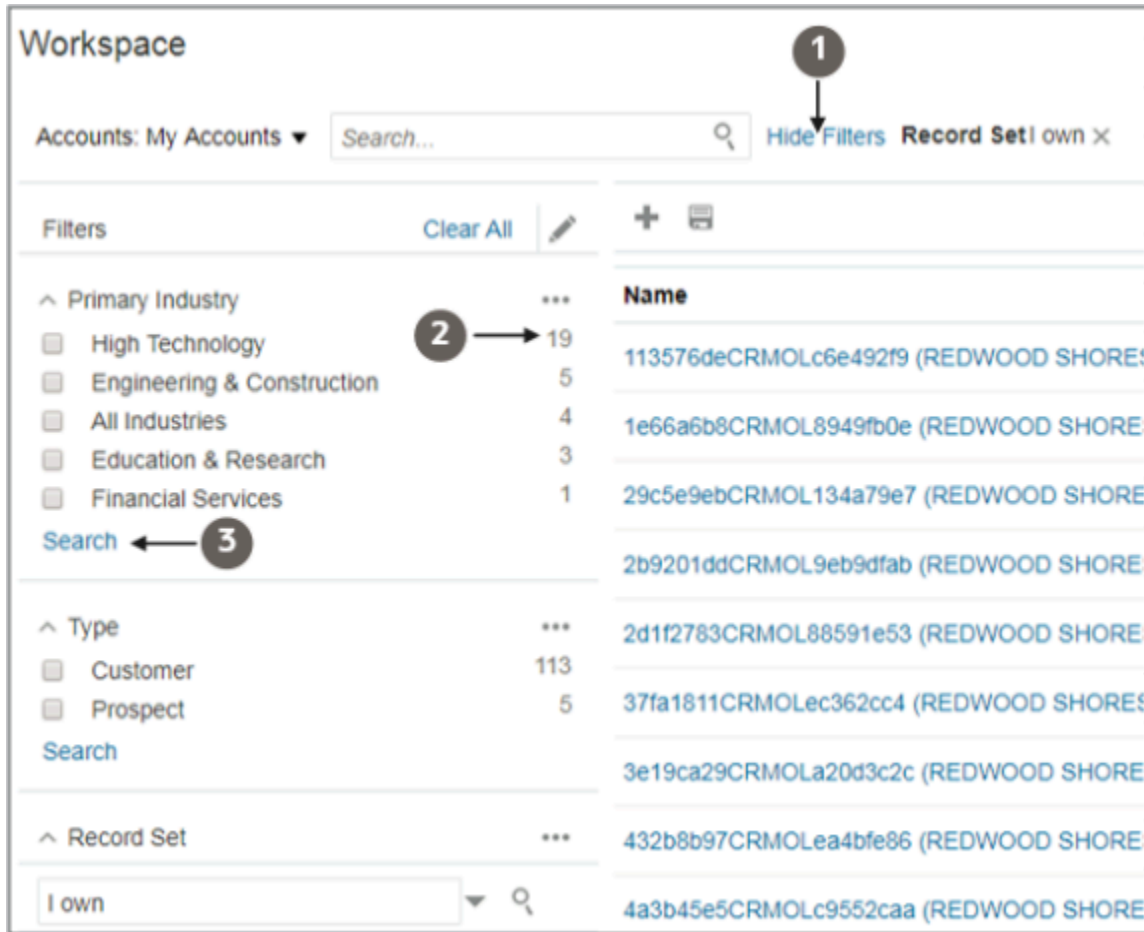 Workspace
1
Accounts: My Accounts Search... Hide Filters Record Set I own
Filters Clear All
Primary Industry
High Technology 2 19
Engineering & Construction 5
All Industries 4
Education & Research 3
Financial Services 1
Search 3
Type
Customer 113
Prospect 5
Search
Record Set
I own
Name
113576deCRMOLc6e492f9 (REDWOOD SHORES
1e66a6b8CRMOL8949fb0e (REDWOOD SHORE
29c5e9ebCRMOL134a79e7 (REDWOOD SHORE
2b9201ddCRMOL9eb9dfab (REDWOOD SHORE
2d1f2783CRMOL88591e53 (REDWOOD SHORE
37fa1811CRMOLec362cc4 (REDWOOD SHORES
3e19ca29CRMOLa20d3c2c (REDWOOD SHORE
432b8b97CRMOLea4bfe86 (REDWOOD SHORE
4a3b45e5CRMOLc9552caa (REDWOOD SHORE